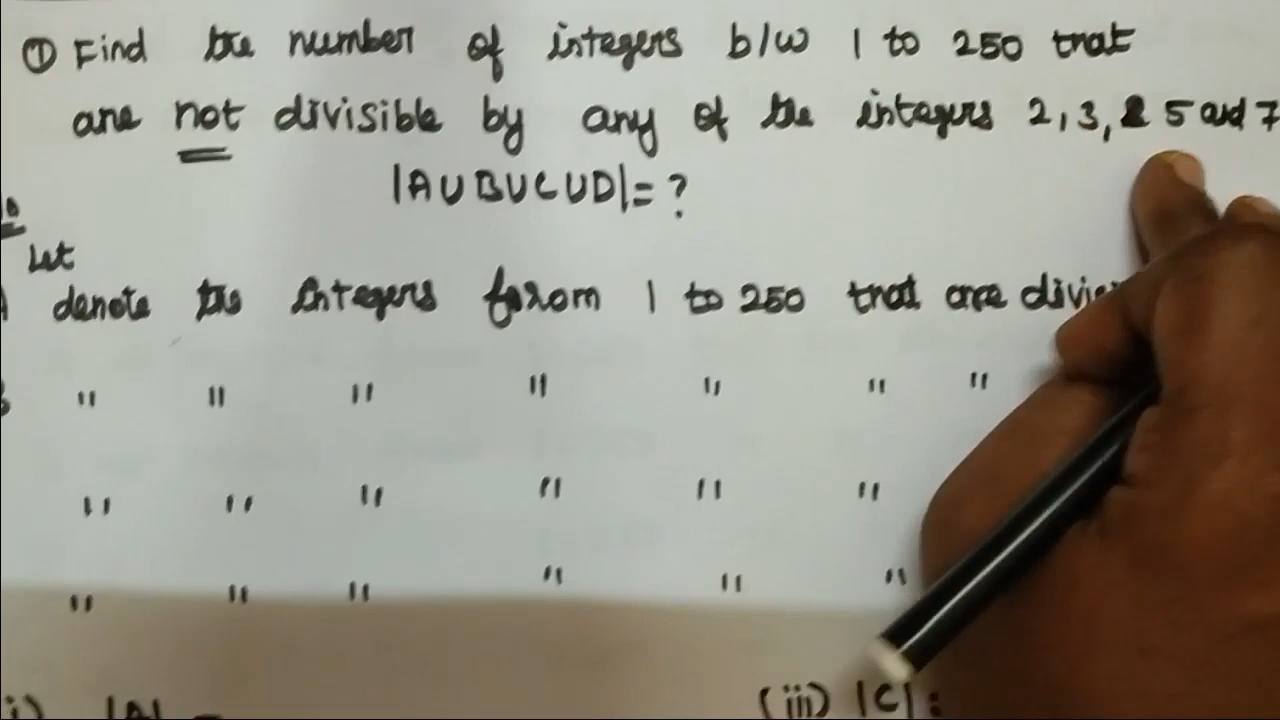 ① Find the number of integers b/w 1 to 250 that
are not divisible by any of the integers 2, 3, 5 and 7
|AUBUCUD| = ?
Let
denote the integers from 1 to 250 that are
" " " " " " "
" " " " " "
" " " " " "
i) |A| = (iii) |C| :